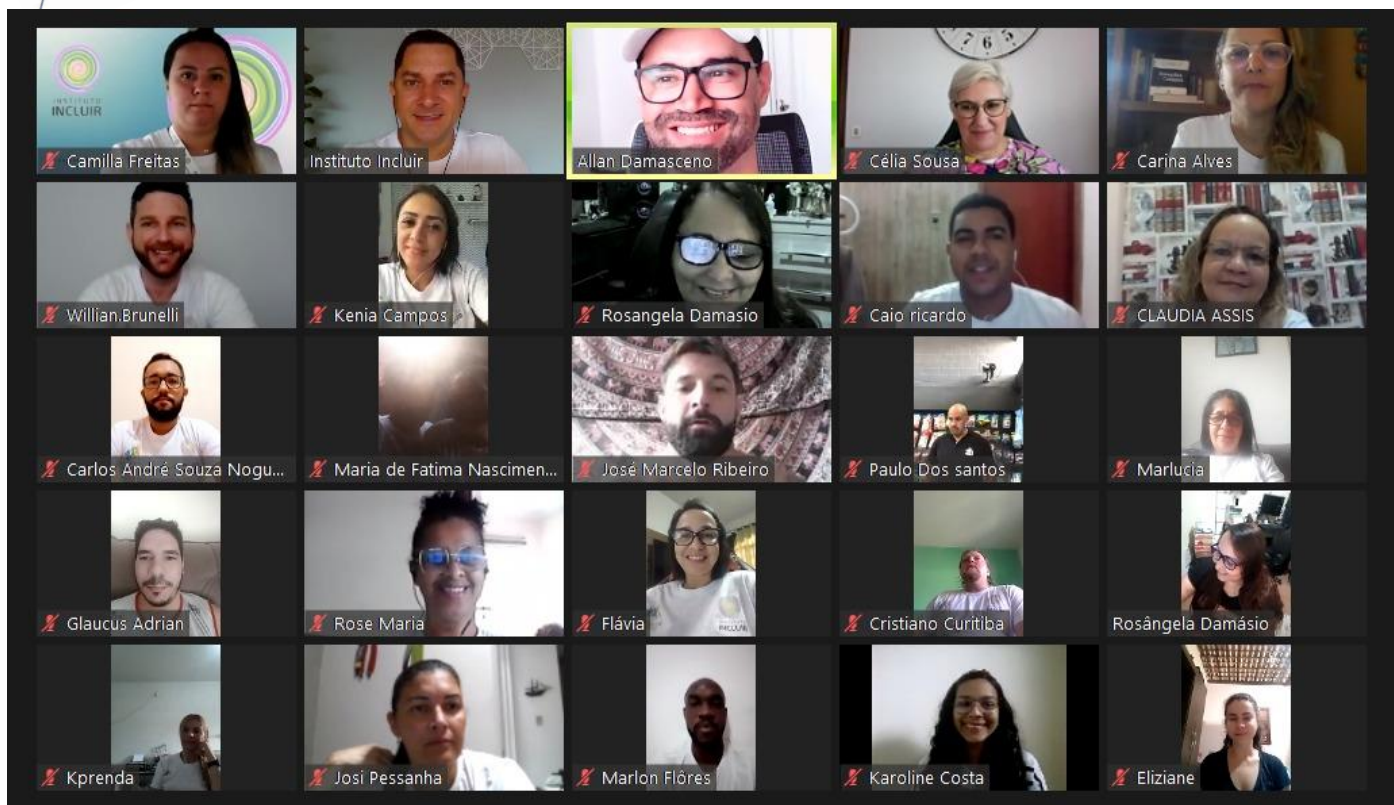 INSTITUTO
INCLUIR
Camilla Freitas
Instituto Incluir
Allan Damasceno
Célia Sousa
Carina Alves
Willian.Brunelli
Kenia Campos
Rosangela Damasio
Caio ricardo
CLAUDIA ASSIS
Carlos André Souza Nogu...
Maria de Fatima Nascimen...
José Marcelo Ribeiro
Paulo Dos santos
Marlucia
Glaucus Adrian
Rose Maria
Flávia
INCLUIR
Cristiano Curitiba
Rosângela Damásio
Kprenda
Josi Pessanha
Marlon Flôres
Karoline Costa
Eliziane